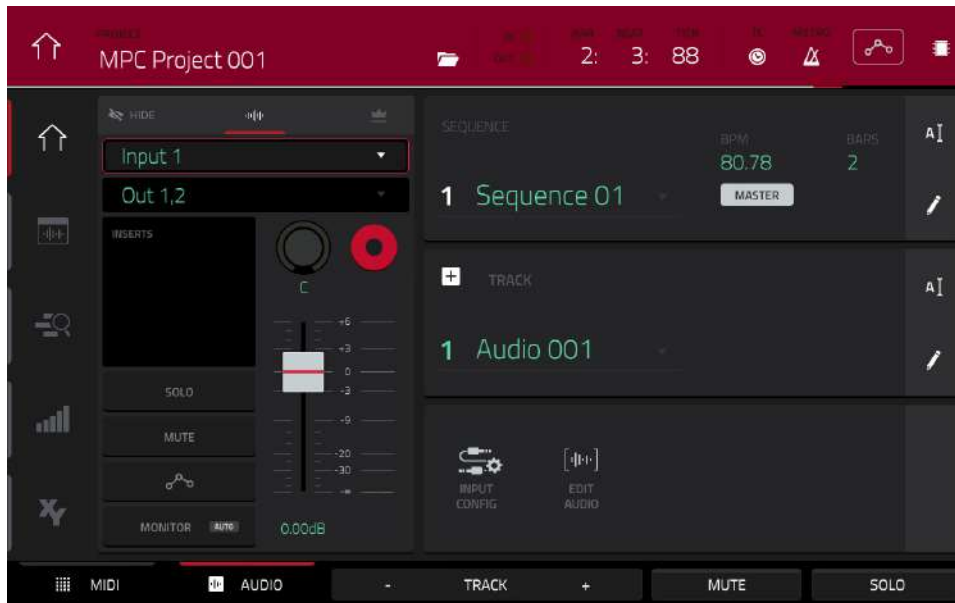 PROJECT
MPC Project 001
2: 3: 88
HIDE
Input 1
Out 1,2
INSERTS
C
+6
+3
0
-3
-9
-20
-30
-∞
SOLO
MUTE
MONITOR AUTO
0.00dB
SEQUENCE
BPM BARS
80.78 2
1 Sequence 01
MASTER
TRACK
1 Audio 001
INPUT CONFIG
EDIT AUDIO
MIDI AUDIO - TRACK + MUTE SOLO